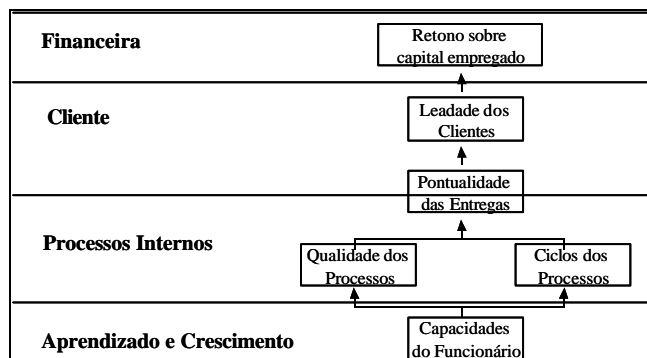 Financeira
Retono sobre
capital empregado
Cliente
Leadade dos
Clientes
Pontualidade
das Entregas
Processos Internos
Qualidade dos
Processos
Ciclos dos
Processos
Aprendizado e Crescimento
Capacidades
do Funcionário